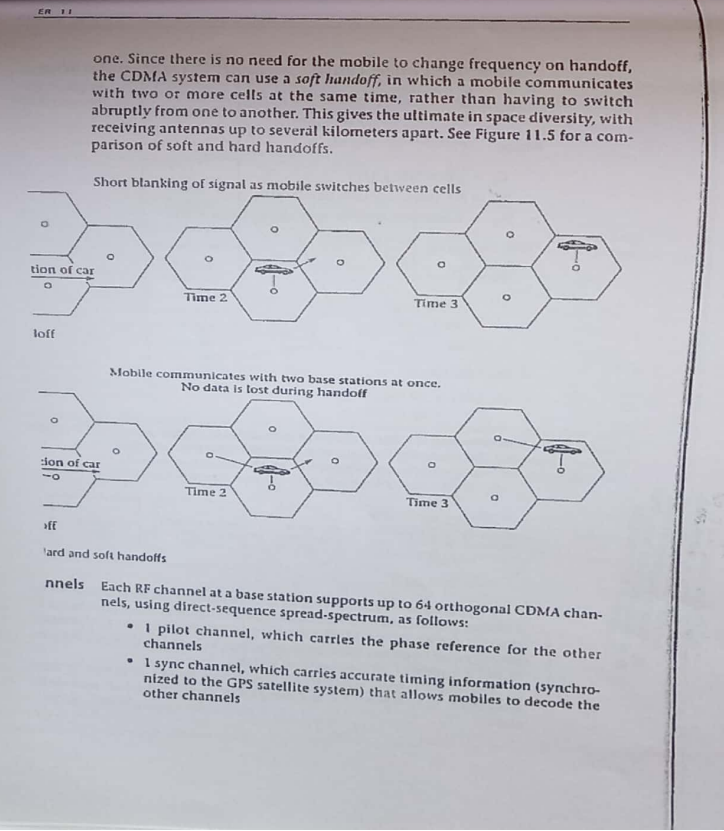 ER 11
one. Since there is no need for the mobile to change frequency on handoff,
the CDMA system can use a soft handoff, in which a mobile communicates
with two or more cells at the same time, rather than having to switch
abruptly from one to another. This gives the ultimate in space diversity, with
receiving antennas up to several kilometers apart. See Figure 11.5 for a com-
parison of soft and hard handoffs.
Short blanking of signal as mobile switches between cells
tion of car
Time 2
Time 3
loff
Mobile communicates with two base stations at once.
No data is lost during handoff
tion of car
Time 2
Time 3
off
ard and soft handoffs
nnels Each RF channel at a base station supports up to 64 orthogonal CDMA chan-
nels, using direct-sequence spread-spectrum, as follows:
• 1 pilot channel, which carries the phase reference for the other
channels
• 1 sync channel, which carries accurate timing information (synchro-
nized to the GPS satellite system) that allows mobiles to decode the
other channels